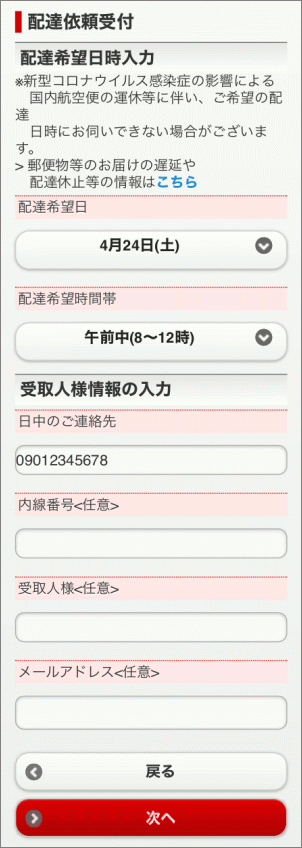 配達依頼受付
配達希望日時入力
※新型コロナウイルス感染症の影響による
国内航空便の運休等に伴い、ご希望の配
達
日時にお伺いできない場合がございま
す。
> 郵便物等のお届けの遅延や
配達休止等の情報はこちら
配達希望日
4月24日(土)
配達希望時間帯
午前中(8〜12時)
受取人様情報の入力
日中のご連絡先
09012345678
内線番号<任意>
受取人様<任意>
メールアドレス<任意>
戻る
次へ